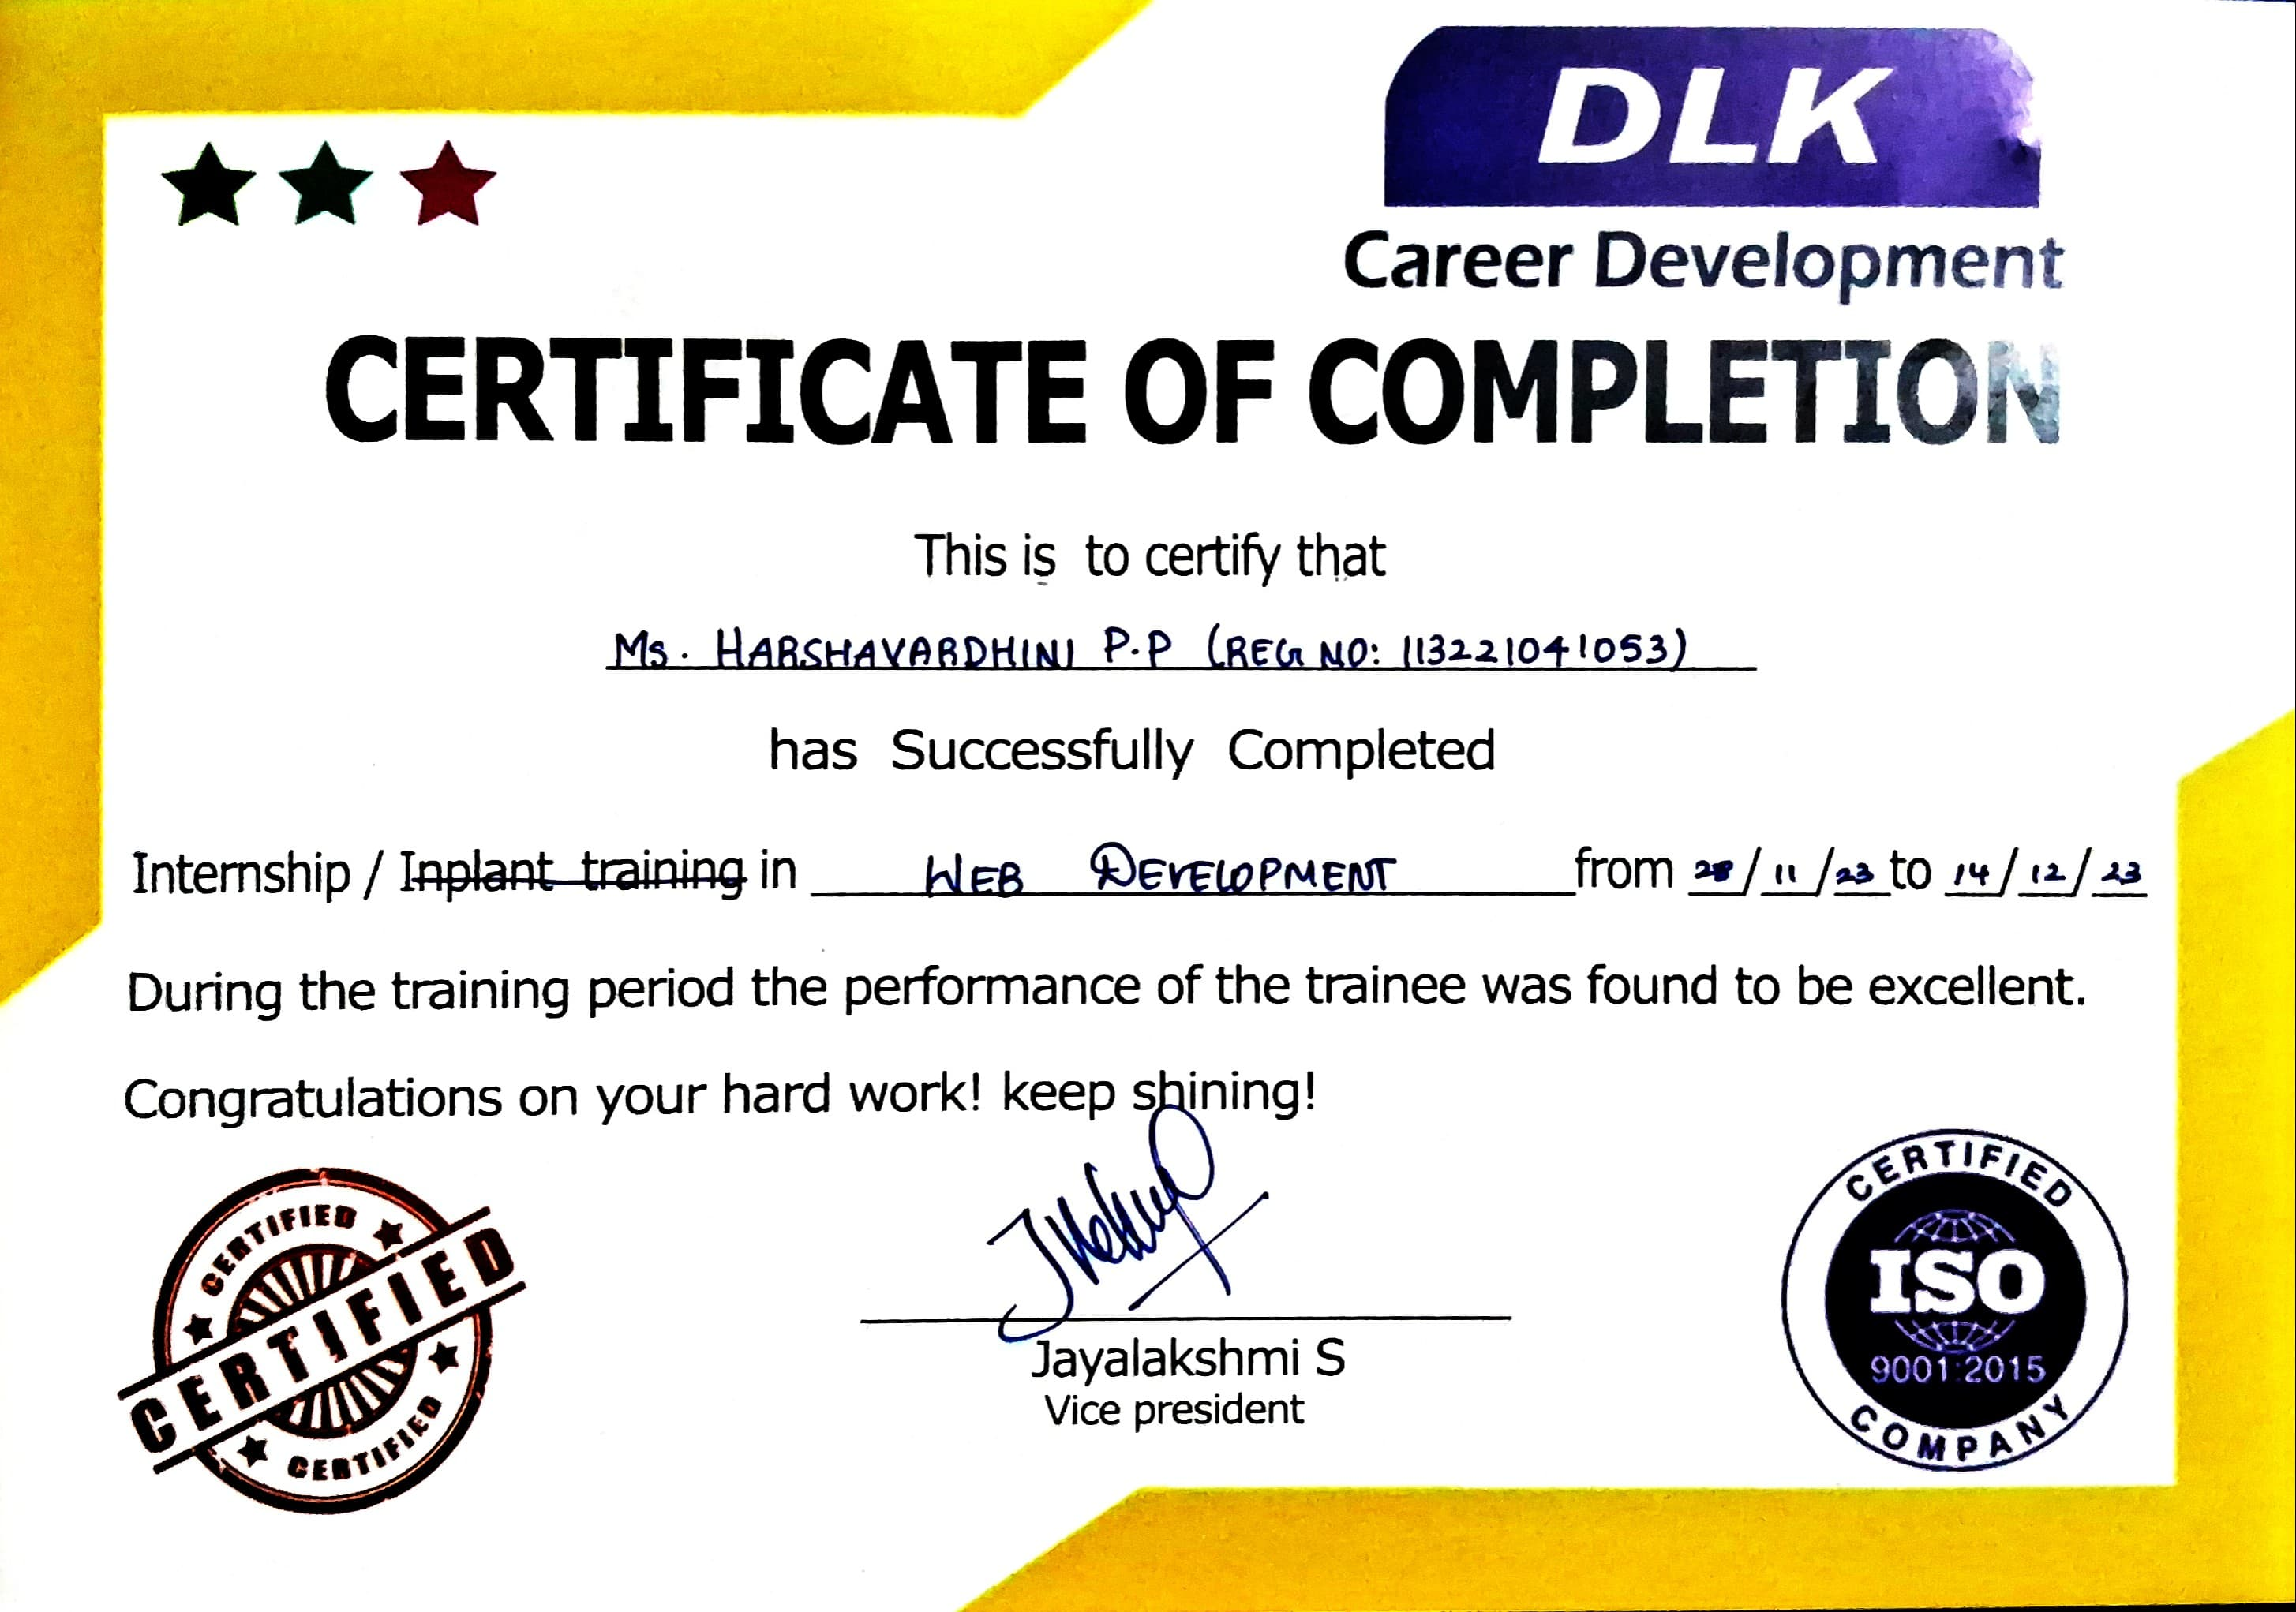 DLK
Career Development
CERTIFICATE OF COMPLETION
This is to certify that
Ms. HARSHAVARDHINI P.P (REG NO: 113221041053)
has Successfully Completed
Internship / Inplant training in WEB DEVELOPMENT from 28/11/23 to 14/12/23
During the training period the performance of the trainee was found to be excellent.
Congratulations on your hard work! keep shining!
CERTIFIED
CERTIFIED
CERTIFIED
Jayalakshmi S
Vice president
CERTIFIED
ISO
9001:2015
COMPANY